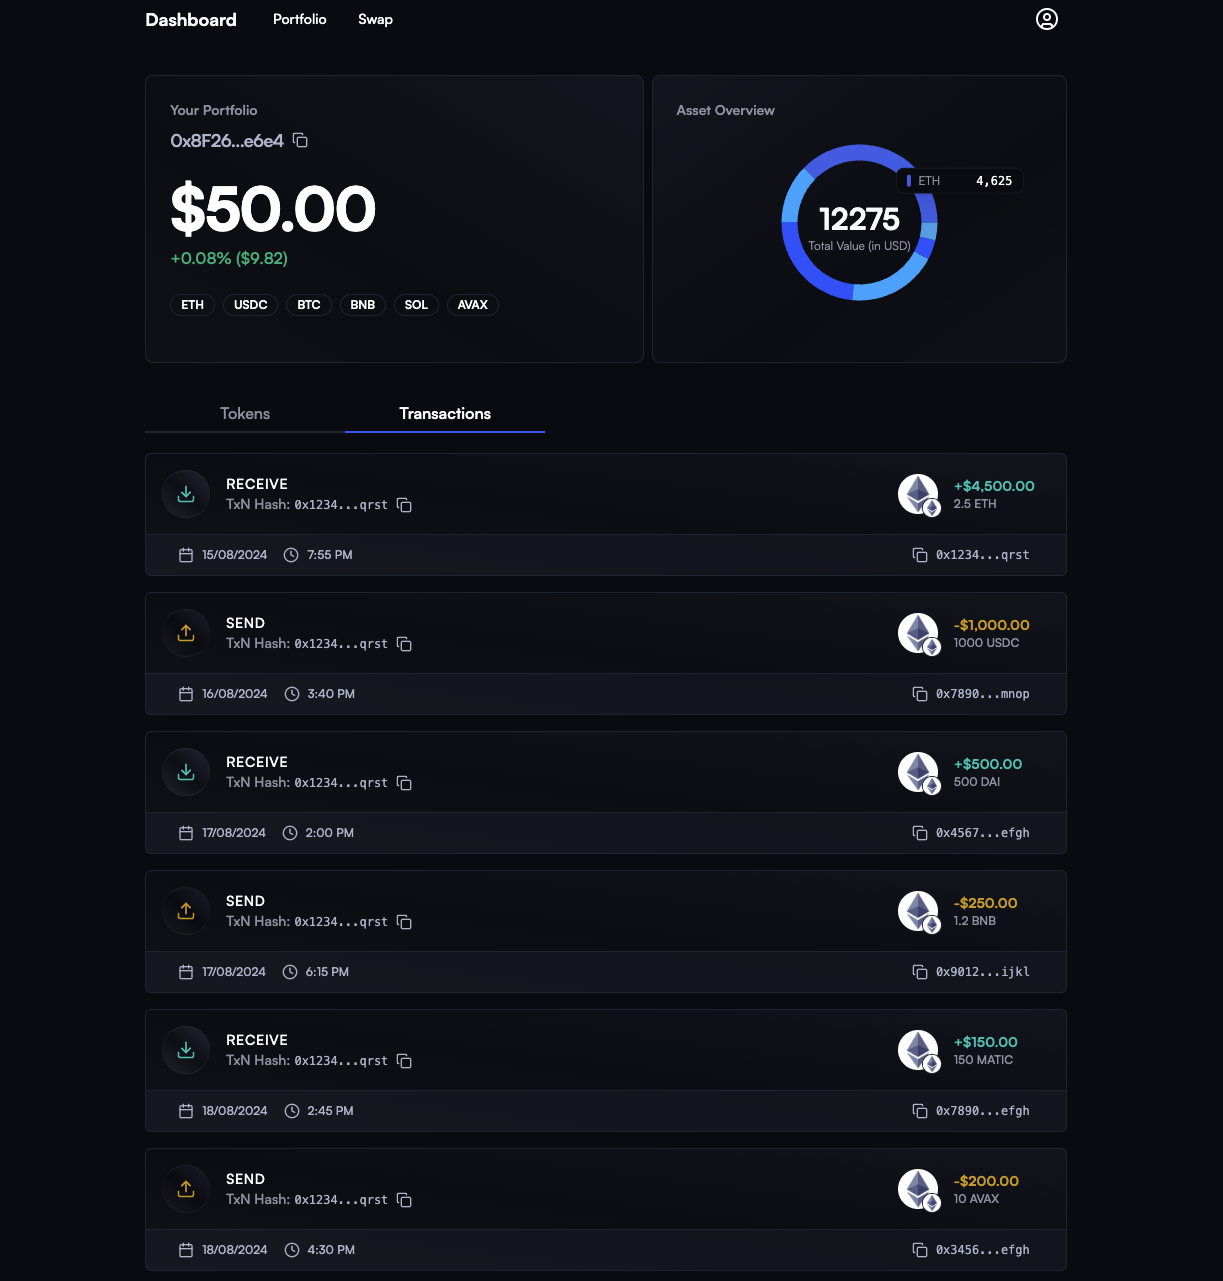 Dashboard Portfolio Swap
Your Portfolio
0x8F26...e6e4
$50.00
+0.08% ($9.82)
ETH USDC BTC BNB SOL AVAX
Asset Overview
ETH 4,625
12275
Total Value (in USD)
Tokens Transactions
RECEIVE
TxN Hash: 0x1234...qrst
+$4,500.00
2.5 ETH
15/08/2024 7:55 PM 0x1234...qrst
SEND
TxN Hash: 0x1234...qrst
-$1,000.00
1000 USDC
16/08/2024 3:40 PM 0x7890...mnop
RECEIVE
TxN Hash: 0x1234...qrst
+$500.00
500 DAI
17/08/2024 2:00 PM 0x4567...efgh
SEND
TxN Hash: 0x1234...qrst
-$250.00
1.2 BNB
17/08/2024 6:15 PM 0x9012...ijkl
RECEIVE
TxN Hash: 0x1234...qrst
+$150.00
150 MATIC
18/08/2024 2:45 PM 0x7890...efgh
SEND
TxN Hash: 0x1234...qrst
-$200.00
10 AVAX
18/08/2024 4:30 PM 0x3456...efgh